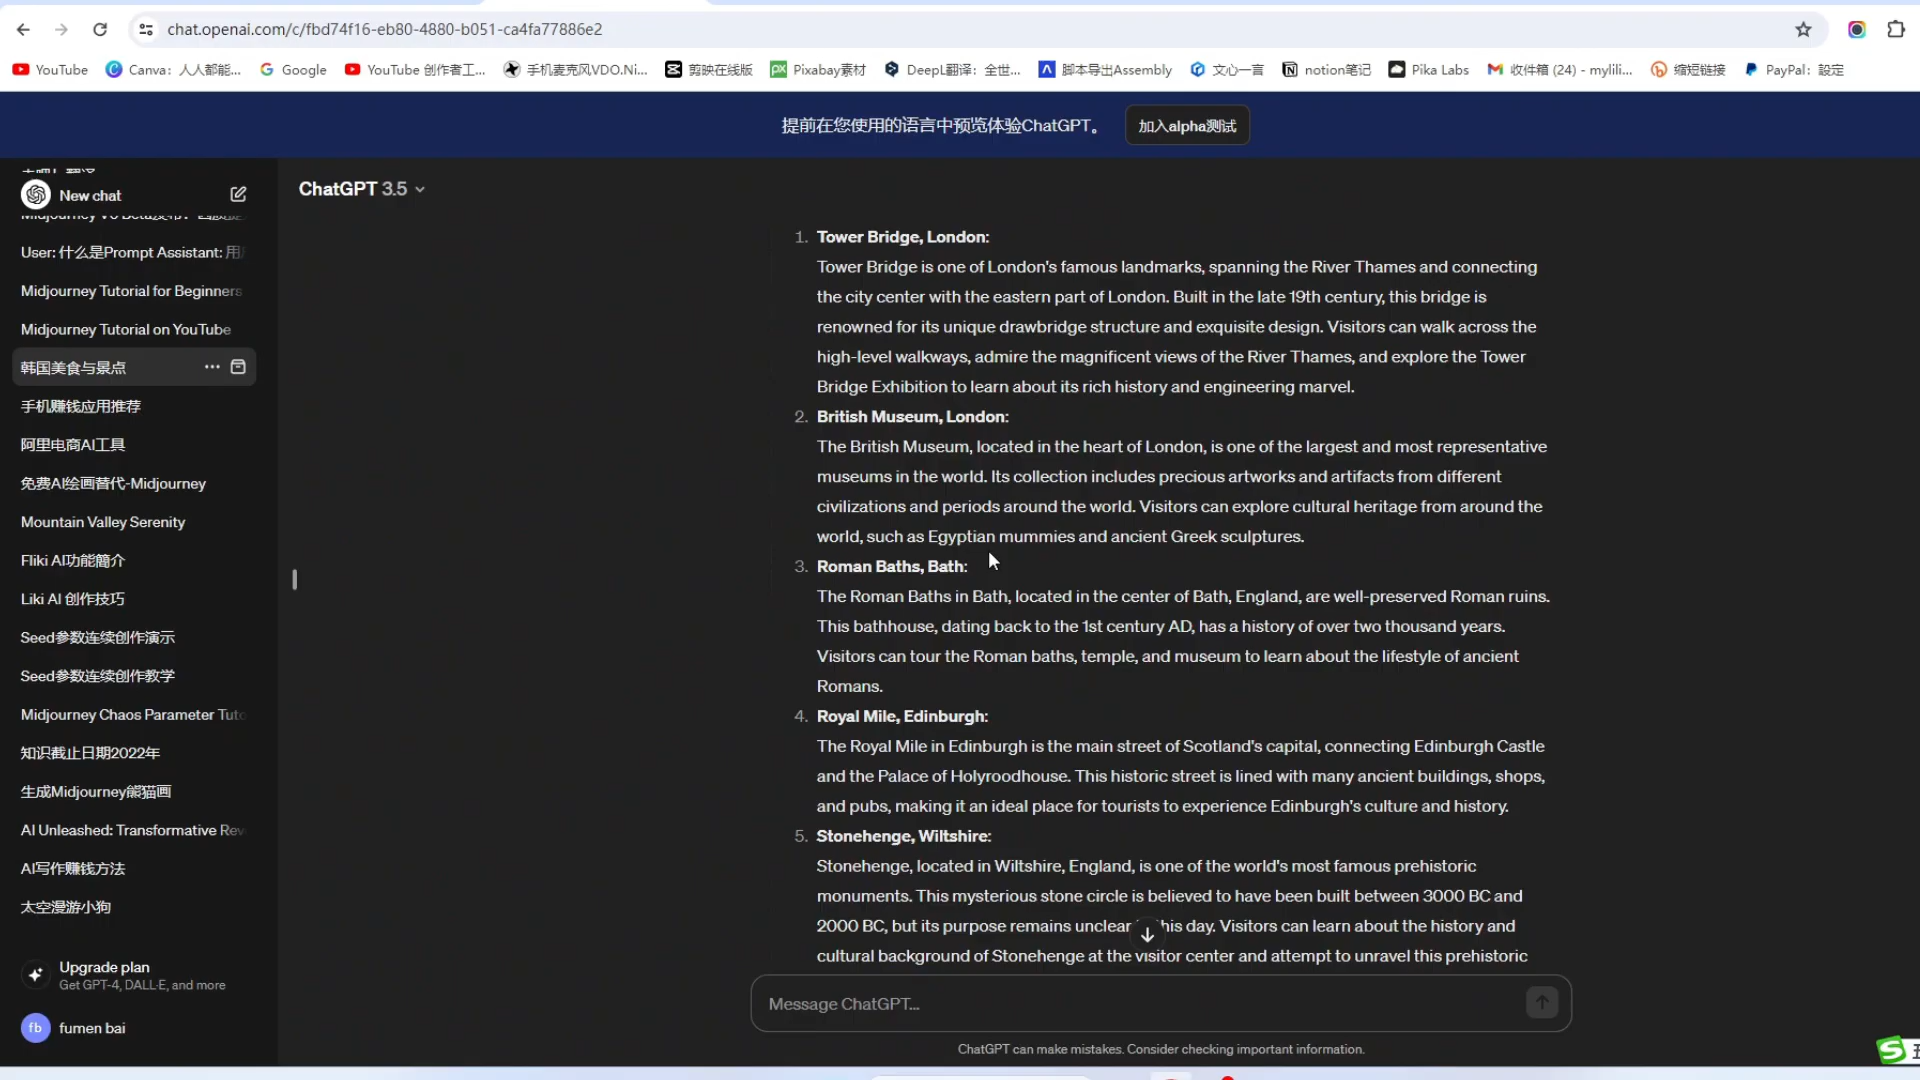 chat.openai.com/c/fbd74f16-eb80-4880-b051-ca4fa77886e2
YouTube
Canva：人人都能...
Google
YouTube 创作者工...
手机麦克风VDO.Ni...
剪映在线版
Pixabay素材
DeepL翻译：全世...
脚本导出Assembly
文心一言
notion笔记
Pika Labs
收件箱 (24) - mylili...
缩短链接
PayPal：設定
提前在您使用的语言中预览体验ChatGPT。
加入alpha测试
New chat
User: 什么是Prompt Assistant: 用
Midjourney Tutorial for Beginners
Midjourney Tutorial on YouTube
韩国美食与景点
手机赚钱应用推荐
阿里电商AI工具
免费AI绘画替代-Midjourney
Mountain Valley Serenity
Fliki AI功能簡介
Liki AI 创作技巧
Seed参数连续创作演示
Seed参数连续创作教学
Midjourney Chaos Parameter Tuto
知识截止日期2022年
生成Midjourney熊猫画
AI Unleashed: Transformative Rev
AI写作赚钱方法
太空漫游小狗
Upgrade plan
Get GPT-4, DALL·E, and more
fb
fumen bai
ChatGPT 3.5
1. Tower Bridge, London:
Tower Bridge is one of London's famous landmarks, spanning the River Thames and connecting
the city center with the eastern part of London. Built in the late 19th century, this bridge is
renowned for its unique drawbridge structure and exquisite design. Visitors can walk across the
high-level walkways, admire the magnificent views of the River Thames, and explore the Tower
Bridge Exhibition to learn about its rich history and engineering marvel.
2. British Museum, London:
The British Museum, located in the heart of London, is one of the largest and most representative
museums in the world. Its collection includes precious artworks and artifacts from different
civilizations and periods around the world. Visitors can explore cultural heritage from around the
world, such as Egyptian mummies and ancient Greek sculptures.
3. Roman Baths, Bath:
The Roman Baths in Bath, located in the center of Bath, England, are well-preserved Roman ruins.
This bathhouse, dating back to the 1st century AD, has a history of over two thousand years.
Visitors can tour the Roman baths, temple, and museum to learn about the lifestyle of ancient
Romans.
4. Royal Mile, Edinburgh:
The Royal Mile in Edinburgh is the main street of Scotland's capital, connecting Edinburgh Castle
and the Palace of Holyroodhouse. This historic street is lined with many ancient buildings, shops,
and pubs, making it an ideal place for tourists to experience Edinburgh's culture and history.
5. Stonehenge, Wiltshire:
Stonehenge, located in Wiltshire, England, is one of the world's most famous prehistoric
monuments. This mysterious stone circle is believed to have been built between 3000 BC and
2000 BC, but its purpose remains unclear this day. Visitors can learn about the history and
cultural background of Stonehenge at the visitor center and attempt to unravel this prehistoric
Message ChatGPT...
ChatGPT can make mistakes. Consider checking important information.